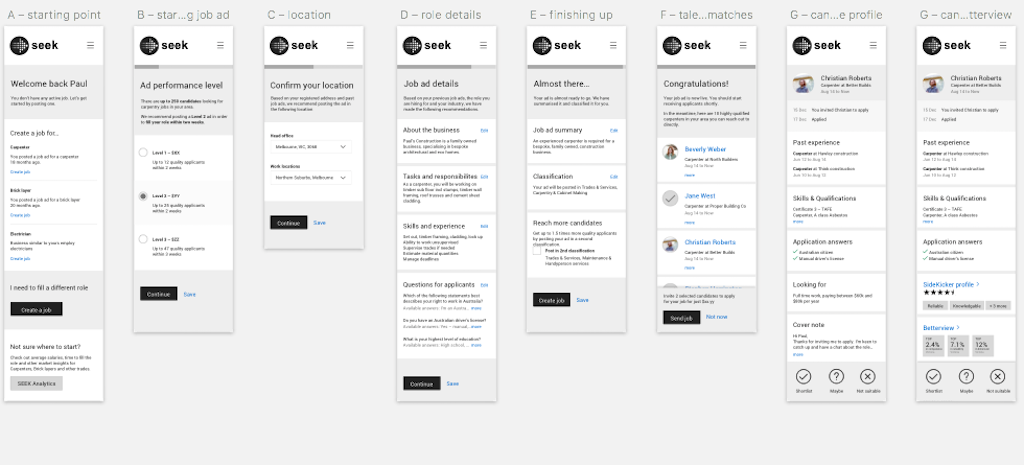 A – starting point
seek
Welcome back Paul
You don't have any active job. Let's get
started by posting one.
Create a job for...
Carpenter
You posted a job ad for a carpenter
10 months ago.
Create job
Brick layer
You posted a job ad for a brick layer
20 months ago.
Create job
Electrician
Business similar to yours employ
electricians
Create job
I need to fill a different role
Create a job
Not sure where to start?
Check out average salaries, time to fill the
role and other market insights for
Carpenters, Brick layers and other trades
SEEK Analytics
B – star...g job ad
seek
Ad performance level
There are up to 250 candidates looking for
carpentry jobs in your area.
We recommend posting a Level 2 ad in order
to fill your role within two weeks.
Level 1 –
Up to 12 quality applicants
within 2 weeks
Level 2 –
Up to 25 quality applicants
within 2 weeks
Level 3 –
Up to 47 quality applicants
within 2 weeks
Continue Save
C – location
seek
Confirm your location
Based on your registered address and past
job ads, we recommend posting the ad in
the following location:
Head office:
Melbourne, VIC, 3000
Work locations
Northern Suburbs, Melbourne
Continue Save
D – role details
seek
Job ad details
Based on your previous job ads, the role you
are hiring for and your industry, we have
made the following recommendations.
About the business Edit
Paul's Construction is a family owned
business, specialising in bespoke
architectural and eco homes.
Tasks and responsibilites Edit
As a carpenter, you will be working on
framing, roof trusses and cement sheet
cladding.
Skills and experience Edit
Set out, timber framing, cladding, lock up
Ability to work unsupervised
Supervise trades if needed
Estimate material quantities
Manage deadlines
Questions for applicants Edit
Which of the following statements best
describes your right to work in Australia?
more
Do you have an Australian driver's license?
Available answers: Yes – manual... more
What is your highest level of education?
Available answers: High school... more
Continue Save
E – finishing up
seek
Almost there...
Your ad is almost ready to go. We have
summarised it and classified it for you.
Job ad summary Edit
An experienced carpenter is required for a
bespoke, family owned, construction
business.
Classification Edit
Your ad will be posted in Trades & Services,
Carpentry & Cabinet Making
Reach more candidates
Get up to 1.5 times more quality applicants
by posting your ad in a second
classification.
Post in 2nd classification
Trades & Services, Maintenance &
Handyperson services
Create job Save
F – tale...matches
seek
Congratulations!
Your job ad is now live. You should start
receiving applicants shortly.
In the meantime, here are 10 highly qualified
carpenters in your area you can reach out to
directly.
Beverly Weber
Carpenter at North Builders
Aug 14 to Now
more
Jane West
Carpenter at Proper Building Co
Aug 14 to Now
more
Christian Roberts
Carpenter at Better Builds
Aug 14 to Now
more
Invite 2 selected candidates to apply
Send job Not now
G – can...e profile
seek
Christian Roberts
Carpenter at Better Builds
Aug 14 to Now
15 Dec You invited Christian to apply
17 Dec Applied
Past experience
Carpenter at Hawley construction
Jun 12 to Aug 14
Carpenter at Think construction
Sep 10 to Aug 12
Skills & Qualifications
Certificate 3 – TAFE
Carpenter, A class Asbestos
more
Application answers
Australian citizen
Manual driver's license
Looking for
Full time work, paying between $60k and
$80k per year
Cover note
Hi Paul,
Thanks for inviting me to apply. I'm keen to
catch up and have a chat about the role..
more
Shortlist Maybe Not suitable
G – can...tterview
seek
Christian Roberts
Carpenter at Better Builds
Aug 14 to Now
15 Dec You invited Christian to apply
17 Dec Applied
Past experience
Carpenter at Hawley construction
Jun 12 to Aug 14
Carpenter at Think construction
Sep 10 to Aug 12
Skills & Qualifications
Certificate 3 – TAFE
Carpenter, A class Asbestos
more
Application answers
Australian citizen
Manual driver's license
SideKicker profile >
Reliable Knowledgable + 3 more
Betterview >
TOP TOP TOP
2.4% 7.1% 12%
Shortlist Maybe Not suitable